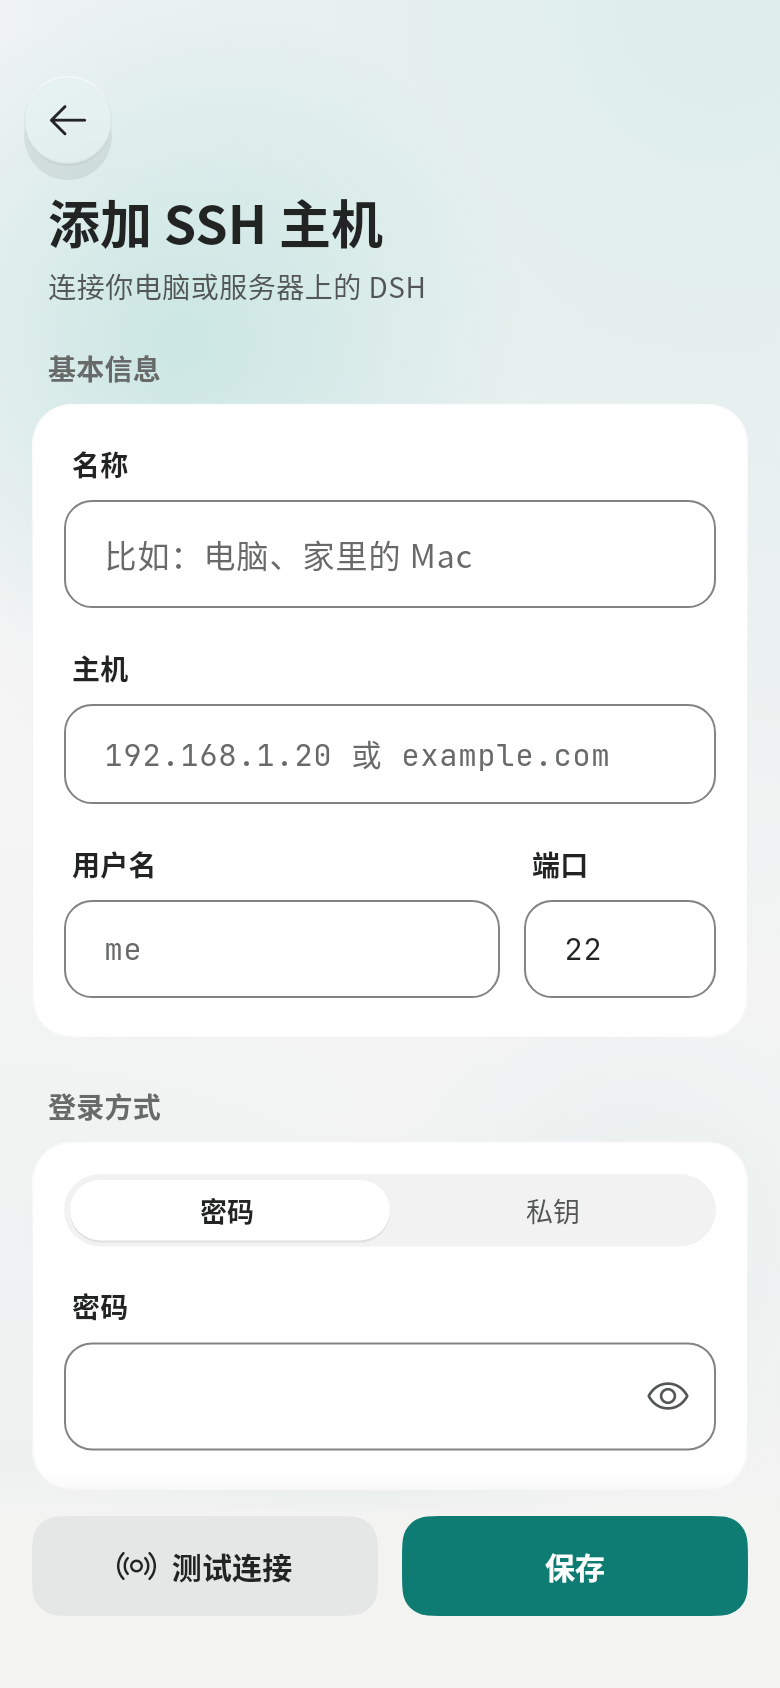 添加 SSH 主机
连接你电脑或服务器上的 DSH
基本信息
名称
比如：电脑、家里的 Mac
主机
192.168.1.20 或 example.com
用户名 端口
me 22
登录方式
密码 私钥
密码
测试连接 保存